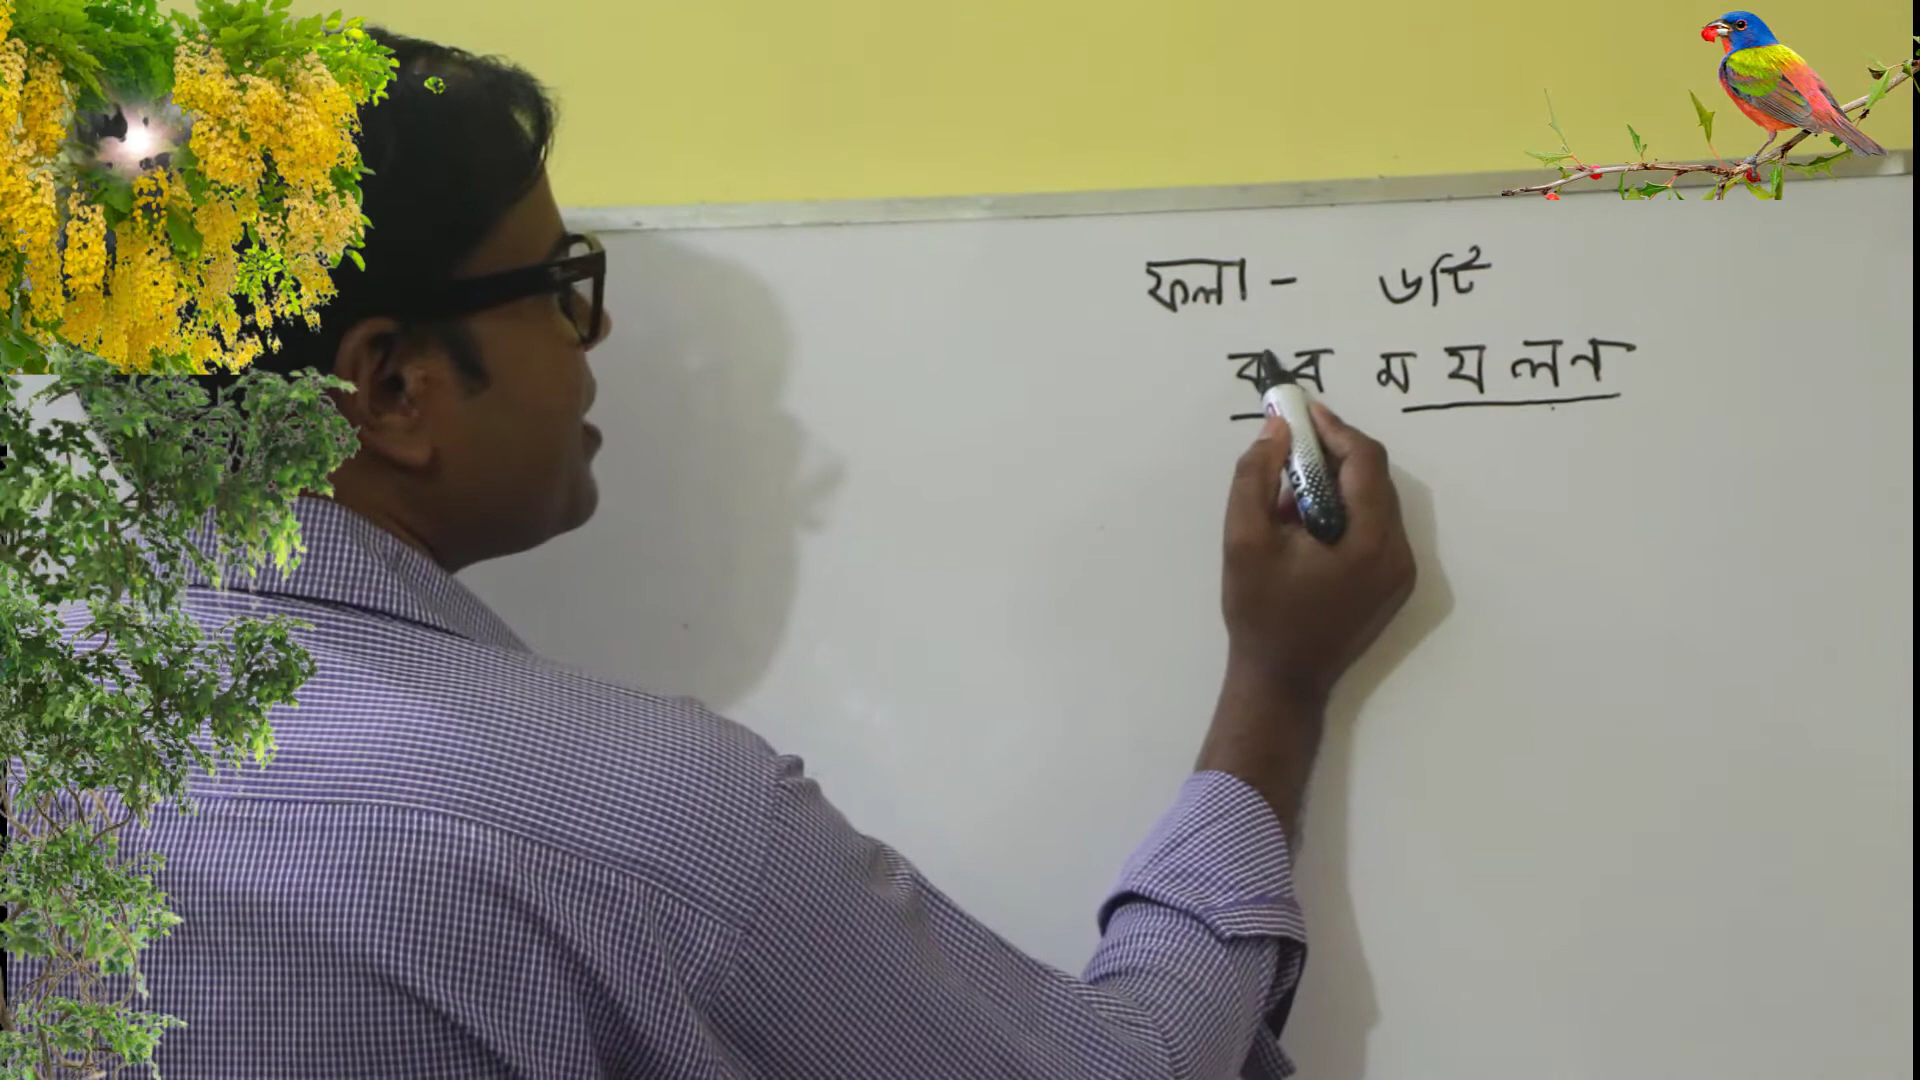 ফলা - ৬টি
ব ম য ল ন